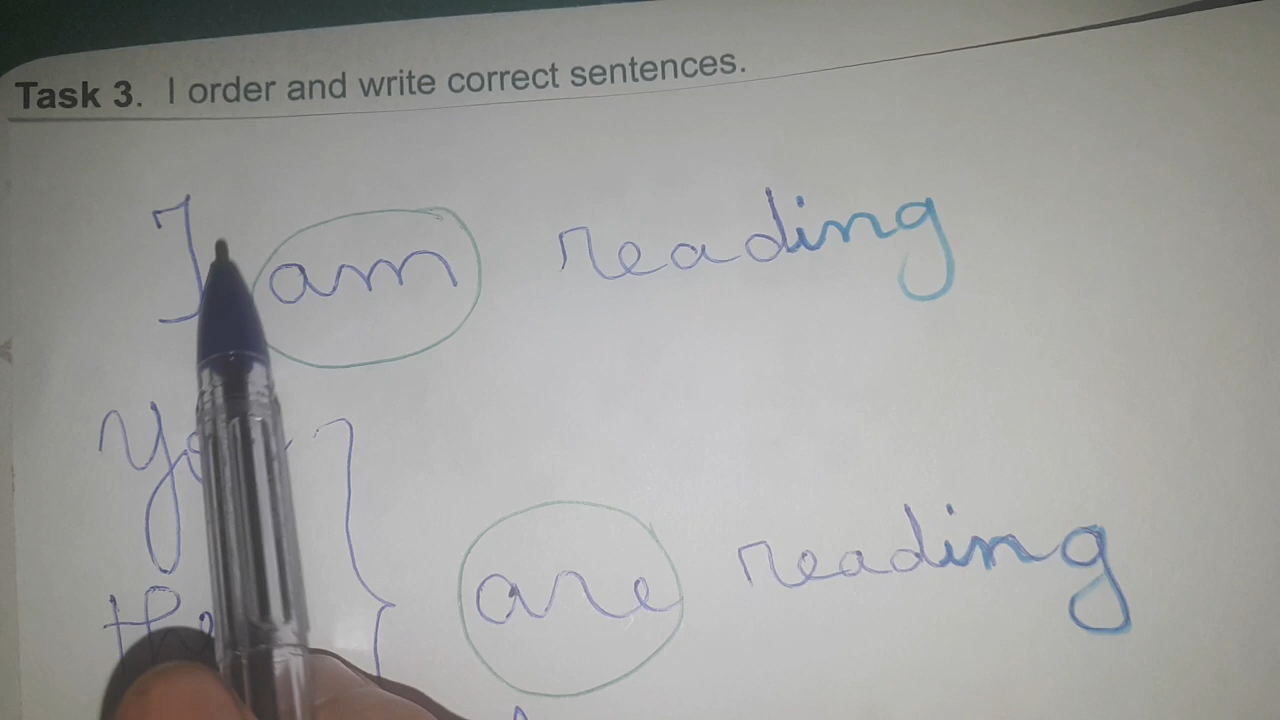 Task 3. I order and write correct sentences.
I am reading
are reading